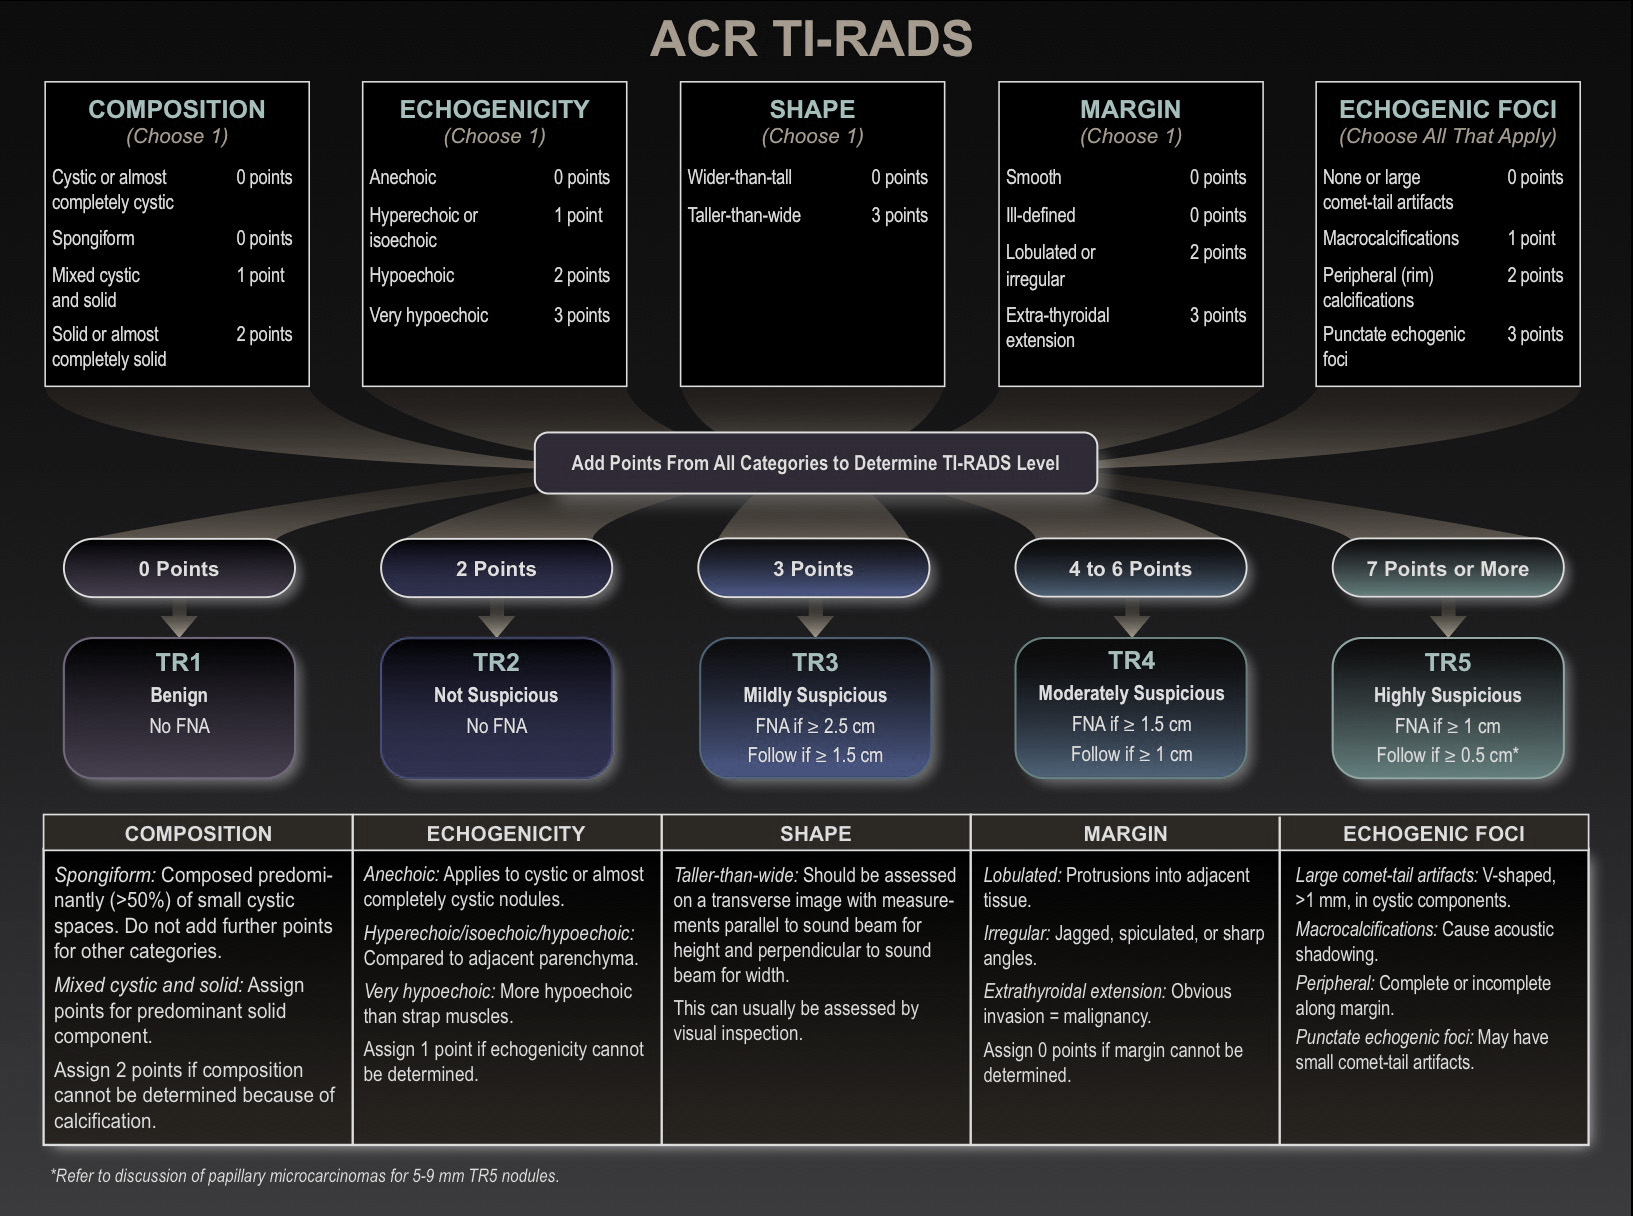 ACR TI-RADS
COMPOSITION
(Choose 1)
Cystic or almost 0 points
completely cystic
Spongiform 0 points
Mixed cystic 1 point
and solid
Solid or almost 2 points
completely solid
ECHOGENICITY
(Choose 1)
Anechoic 0 points
Hyperechoic or 1 point
isoechoic
Hypoechoic 2 points
Very hypoechoic 3 points
SHAPE
(Choose 1)
Wider-than-tall 0 points
Taller-than-wide 3 points
MARGIN
(Choose 1)
Smooth 0 points
Ill-defined 0 points
Lobulated or 2 points
irregular
Extra-thyroidal 3 points
extension
ECHOGENIC FOCI
(Choose All That Apply)
None or large 0 points
comet-tail artifacts
Macrocalcifications 1 point
Peripheral (rim) 2 points
calcifications
Punctate echogenic 3 points
foci
Add Points From All Categories to Determine TI-RADS Level
0 Points
2 Points
3 Points
4 to 6 Points
7 Points or More
TR1
Benign
No FNA
TR2
Not Suspicious
No FNA
TR3
Mildly Suspicious
FNA if ≥ 2.5 cm
Follow if ≥ 1.5 cm
TR4
Moderately Suspicious
FNA if ≥ 1.5 cm
Follow if ≥ 1 cm
TR5
Highly Suspicious
FNA if ≥ 1 cm
Follow if ≥ 0.5 cm*
COMPOSITION
Spongiform: Composed predomi-
nantly (>50%) of small cystic
spaces. Do not add further points
for other categories.
Mixed cystic and solid: Assign
points for predominant solid
component.
Assign 2 points if composition
cannot be determined because of
calcification.
ECHOGENICITY
Anechoic: Applies to cystic or almost
completely cystic nodules.
Hyperechoic/isoechoic/hypoechoic:
Compared to adjacent parenchyma.
Very hypoechoic: More hypoechoic
than strap muscles.
Assign 1 point if echogenicity cannot
be determined.
SHAPE
Taller-than-wide: Should be assessed
on a transverse image with measure-
ments parallel to sound beam for
height and perpendicular to sound
beam for width.
This can usually be assessed by
visual inspection.
MARGIN
Lobulated: Protrusions into adjacent
tissue.
Irregular: Jagged, spiculated, or sharp
angles.
Extrathyroidal extension: Obvious
invasion = malignancy.
Assign 0 points if margin cannot be
determined.
ECHOGENIC FOCI
Large comet-tail artifacts: V-shaped,
>1 mm, in cystic components.
Macrocalcifications: Cause acoustic
shadowing.
Peripheral: Complete or incomplete
along margin.
Punctate echogenic foci: May have
small comet-tail artifacts.
*Refer to discussion of papillary microcarcinomas for 5-9 mm TR5 nodules.